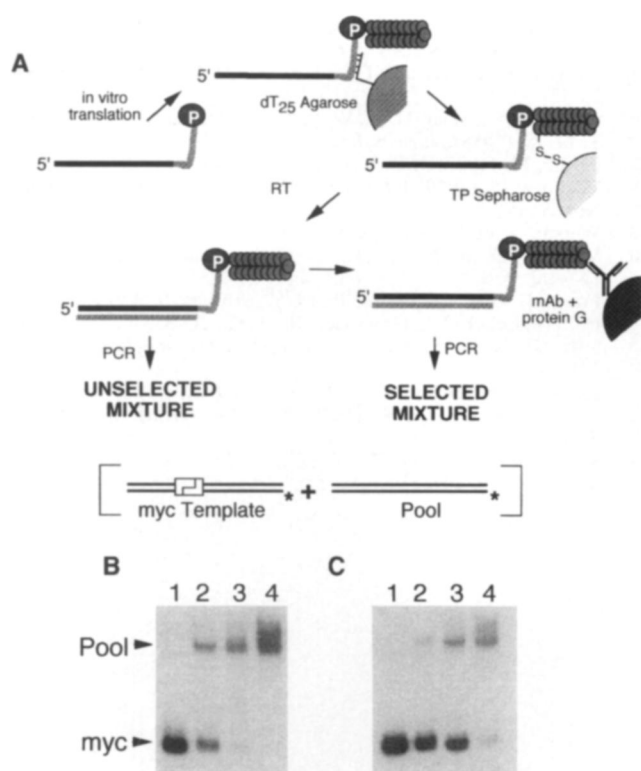 A
P
5'
dT25 Agarose
in vitro
translation
P
5'
P
5'
S
S
TP Sepharose
RT
P
5'
P
5'
mAb +
protein G
PCR
UNSELECTED
MIXTURE
PCR
SELECTED
MIXTURE
* + *
myc Template
Pool
B
C
1 2 3 4
1 2 3 4
Pool
myc